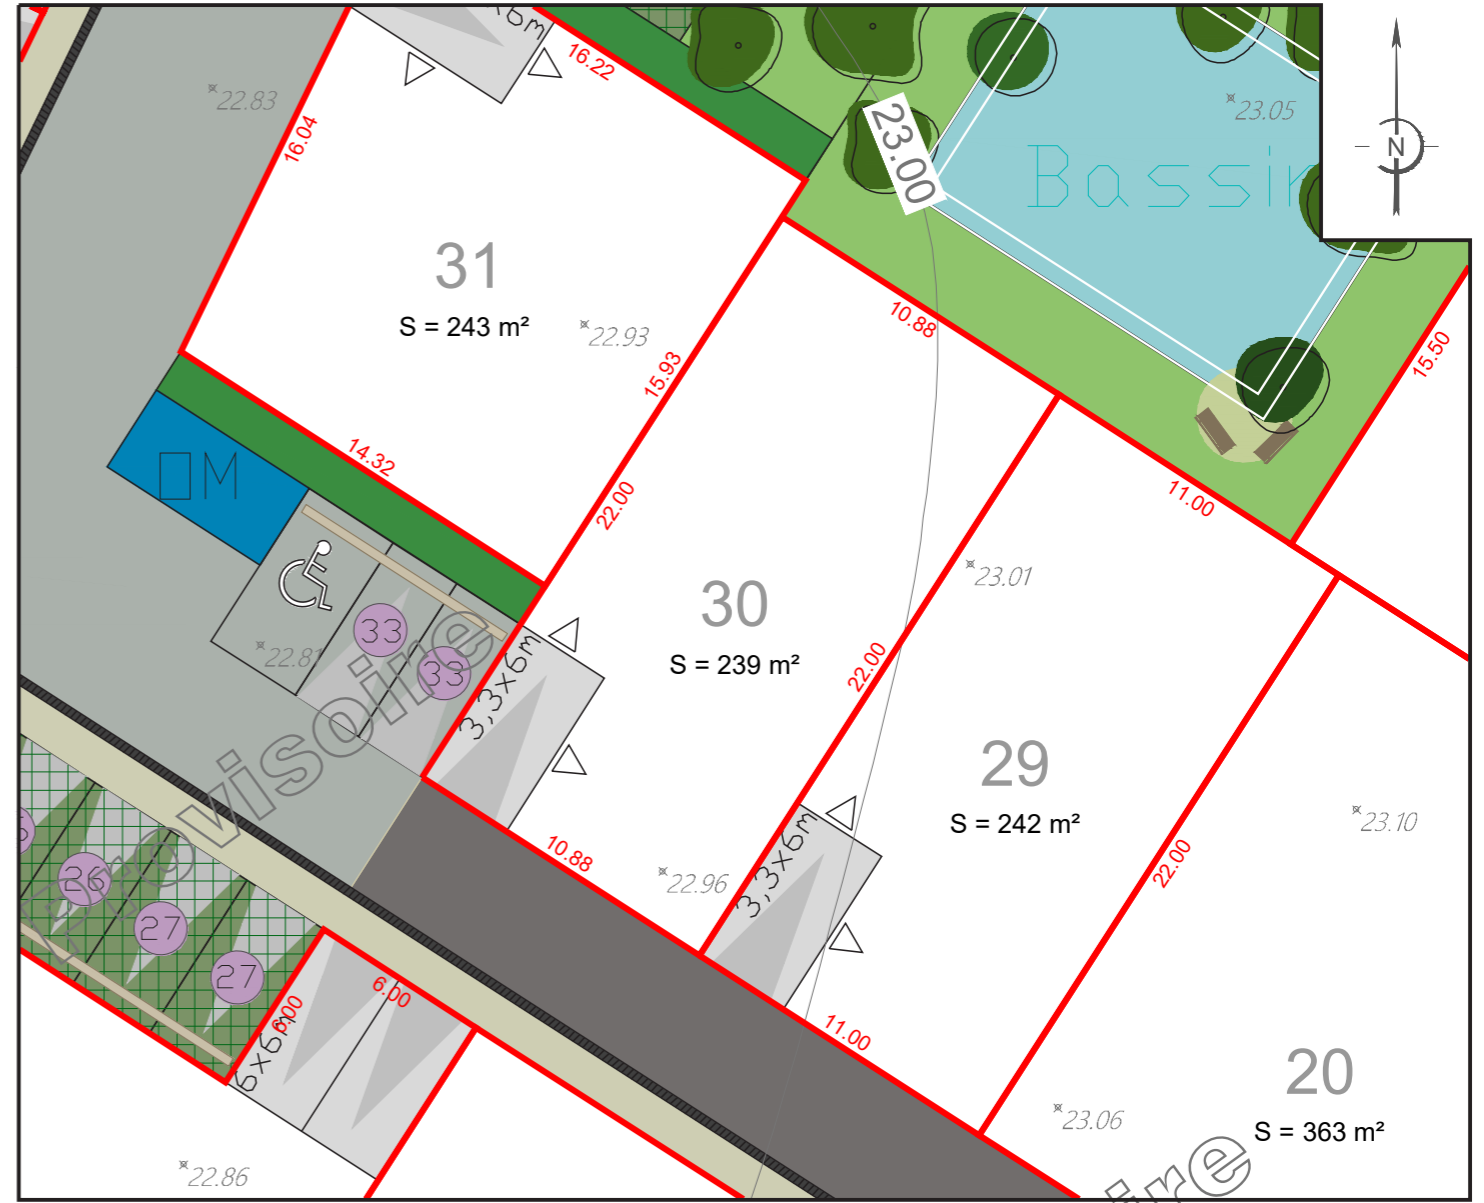 x6m
16.22
22.83
23.05
N
23.00
16.04
Bassin
31
S = 243 m²
22.93
10.88
15.93
15.50
14.32
OM
22.00
11.00
23.01
30
33
33
22.81
S = 239 m²
3,3x6m
22.00
Provisoire
29
S = 242 m²
23.10
3,3x6m
10.88
22.96
22.00
26
27
27
6.00
6.00
6x6m
11.00
20
23.06
S = 363 m²
22.86
ire